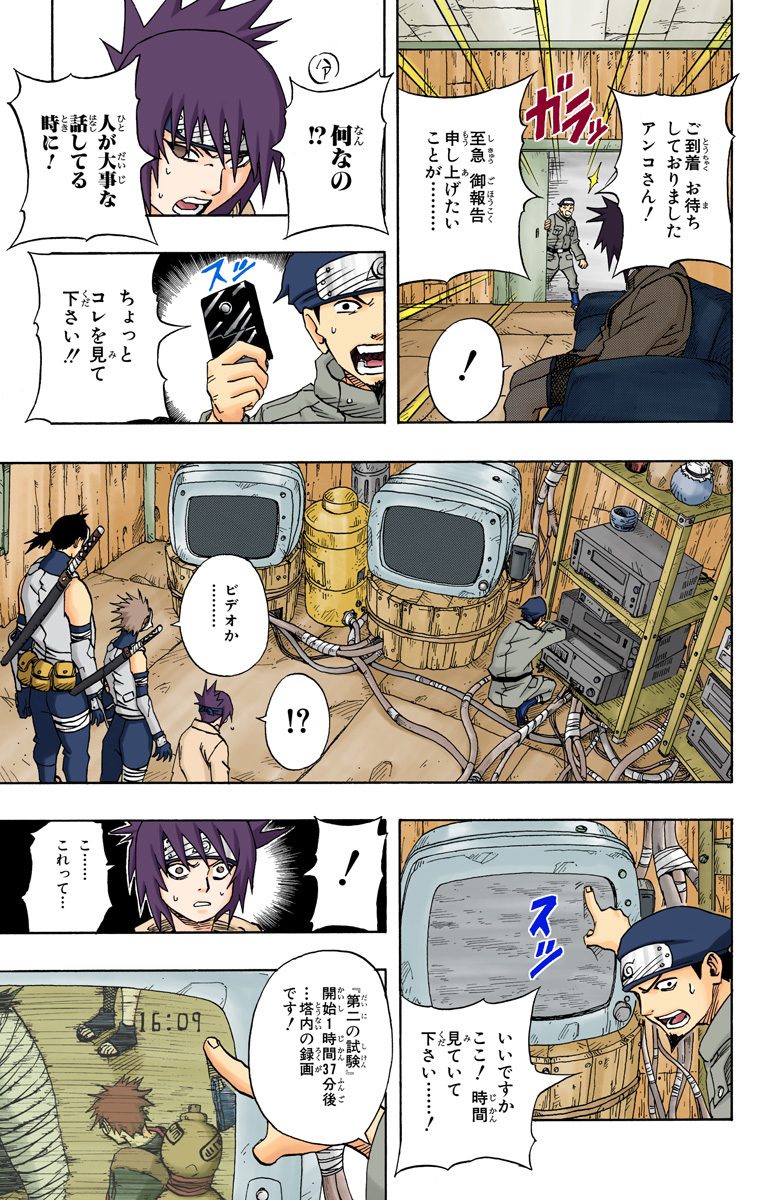 ご到着 お待ち
しておりました
アンコさん!
ガラッ
至急 御報告
申し上げたい
ことが………
!
何なの
!?
人が大事な
話してる
時に!
スッ
ちょっと
コレを見て
下さい!!
ビデオか
………
!?
いいですか
ここ! 時間
見ていて
下さい……
スッ
!
こ……
これって…
『第二の試験』
開始1時間37分後
…塔内の録画
です!
16:09